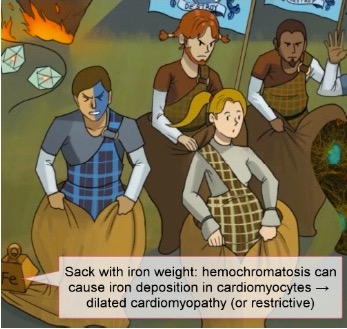 Fe
Sack with iron weight: hemochromatosis can
cause iron deposition in cardiomyocytes →
dilated cardiomyopathy (or restrictive)